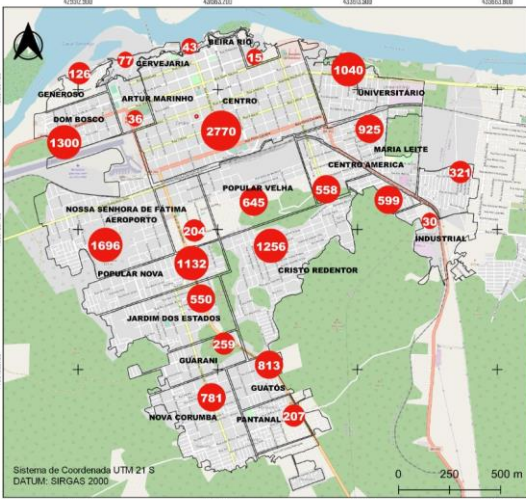 43
BEIRA RIO
15
77
CERVEJARIA
126
1040
GENEROSO
ARTUR MARINHO
CENTRO
UNIVERSITÁRIO
DOM BOSCO
36
1300
2770
925
MARIA LEITE
CENTRO AMERICA
321
POPULAR VELHA
558
645
599
NOSSA SENHORA DE FÁTIMA
AEROPORTO
204
30
1696
1256
INDUSTRIAL
1132
POPULAR NOVA
CRISTO REDENTOR
550
JARDIM DOS ESTADOS
259
GUARANI
813
GUATÓS
781
NOVA CORUMBA
PANTANAL
207
Sistema de Coordenada UTM 21 S
DATUM: SIRGAS 2000
0 250 500 m